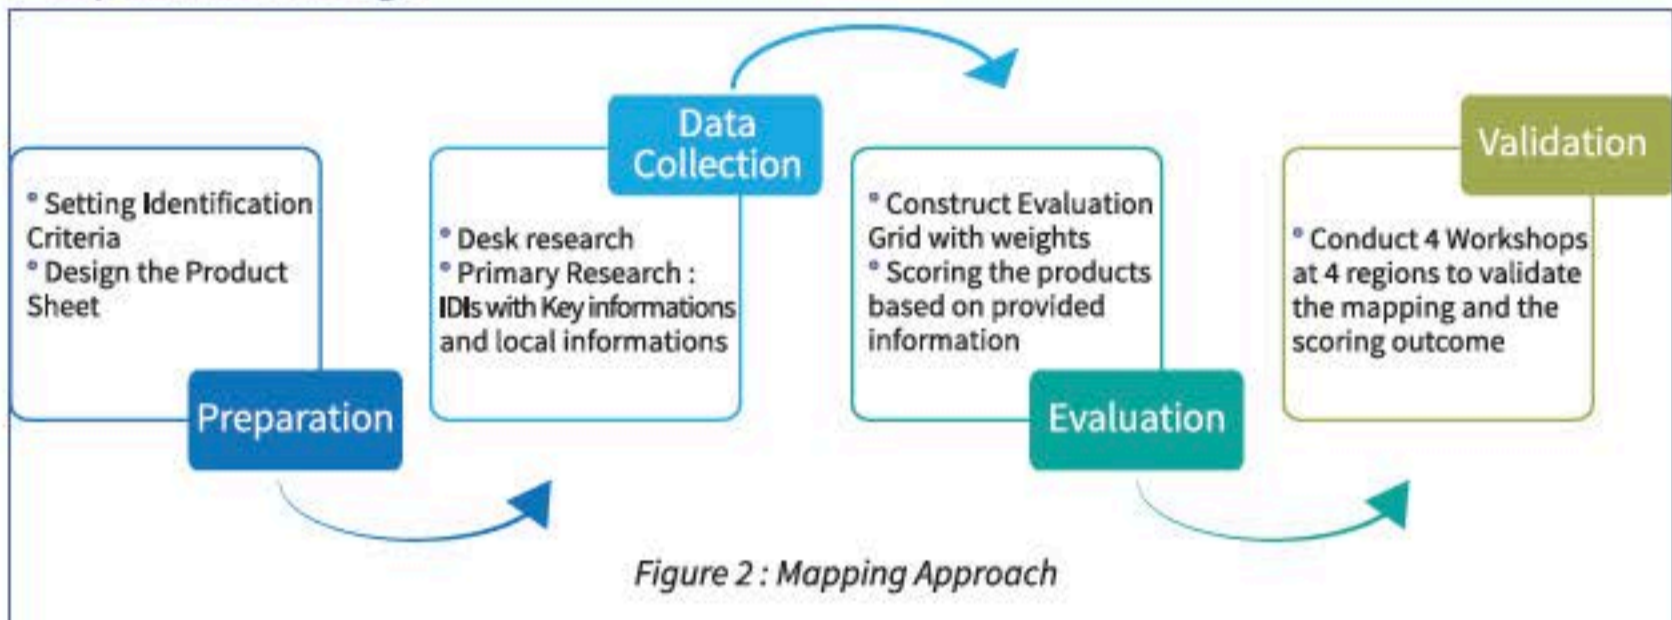 ° Setting Identification
Criteria
° Design the Product
Sheet
Preparation
Data
Collection
° Desk research
° Primary Research :
IDIs with Key informations
and local informations
° Construct Evaluation
Grid with weights
° Scoring the products
based on provided
information
Evaluation
Validation
° Conduct 4 Workshops
at 4 regions to validate
the mapping and the
scoring outcome
Figure 2 : Mapping Approach